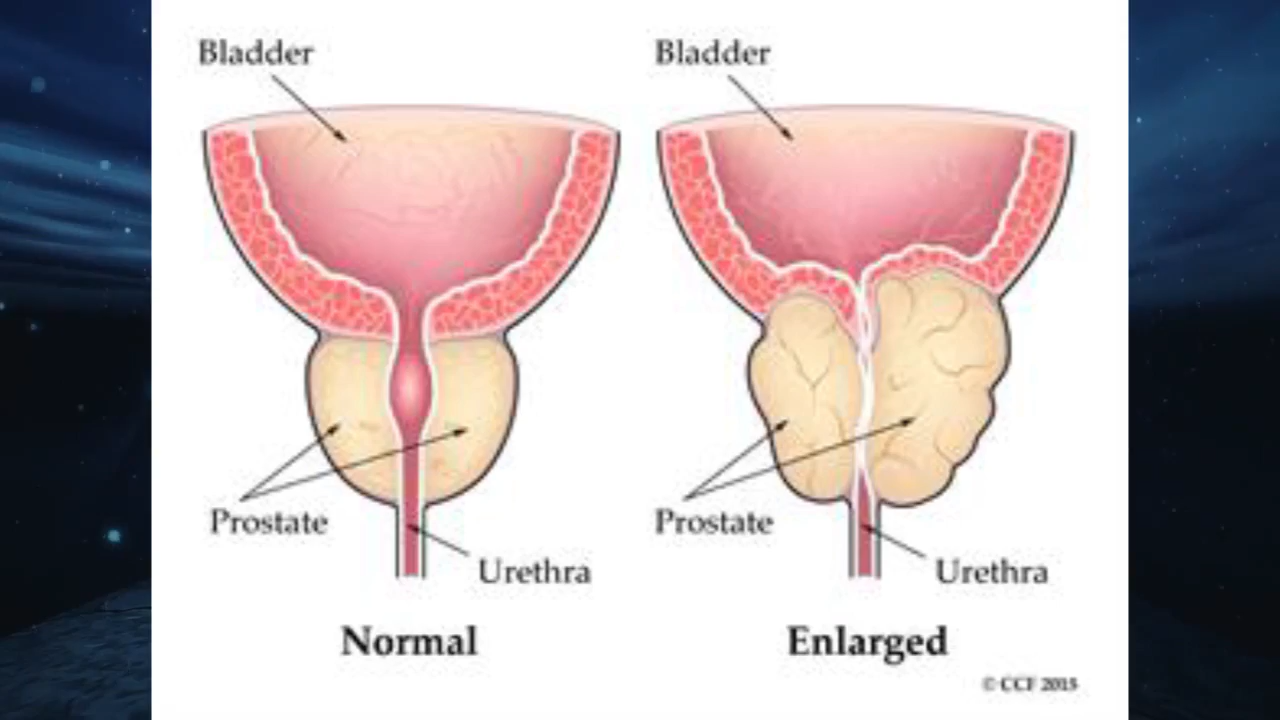 Bladder
Bladder
Prostate
Prostate
Urethra
Urethra
Normal
Enlarged
© CCF 2015